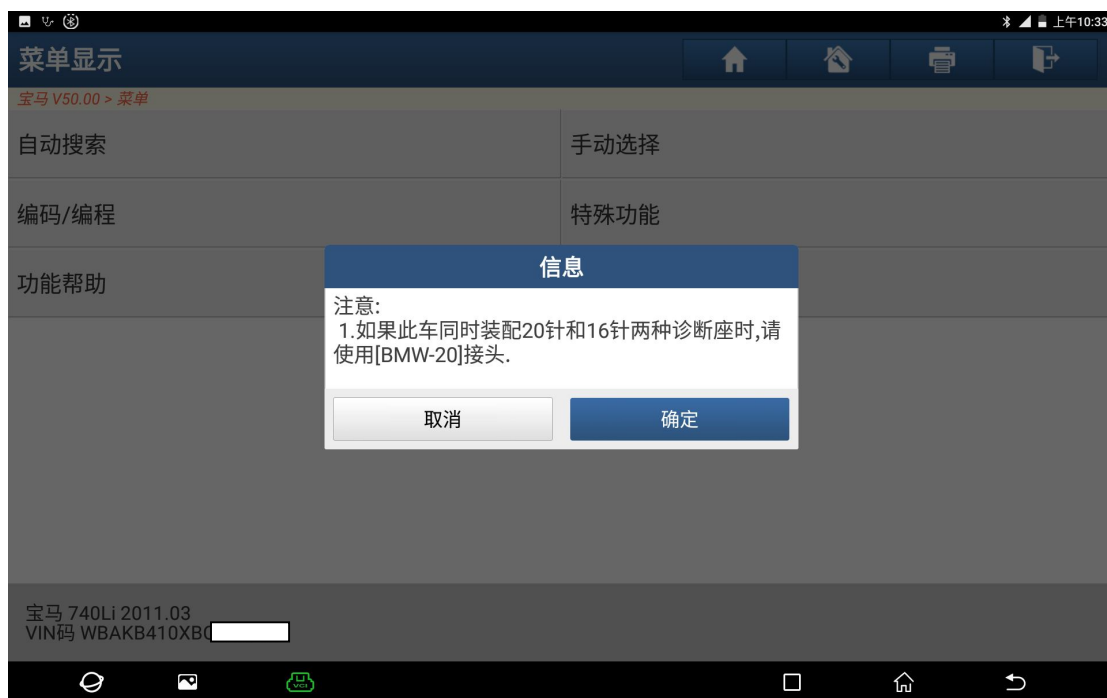 上午10:33
菜单显示
宝马 V50.00 > 菜单
自动搜索
手动选择
编码/编程
特殊功能
功能帮助
信息
注意:
1.如果此车同时装配20针和16针两种诊断座时,请
使用[BMW-20]接头.
取消
确定
宝马 740Li 2011.03
VIN码 WBAKB410XB
VCI